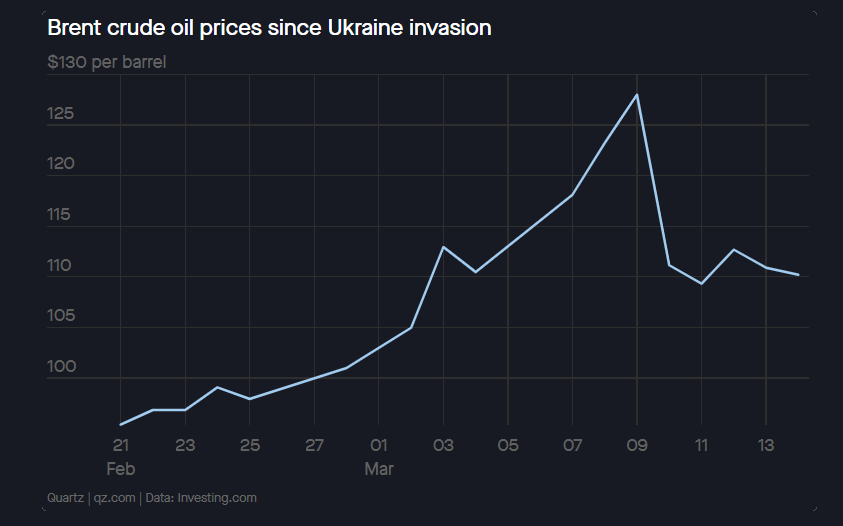 Brent crude oil prices since Ukraine invasion
$130 per barrel
125
120
115
110
105
100
21 23 25 27 01 03 05 07 09 11 13
Feb Mar
Quartz | qz.com | Data: Investing.com